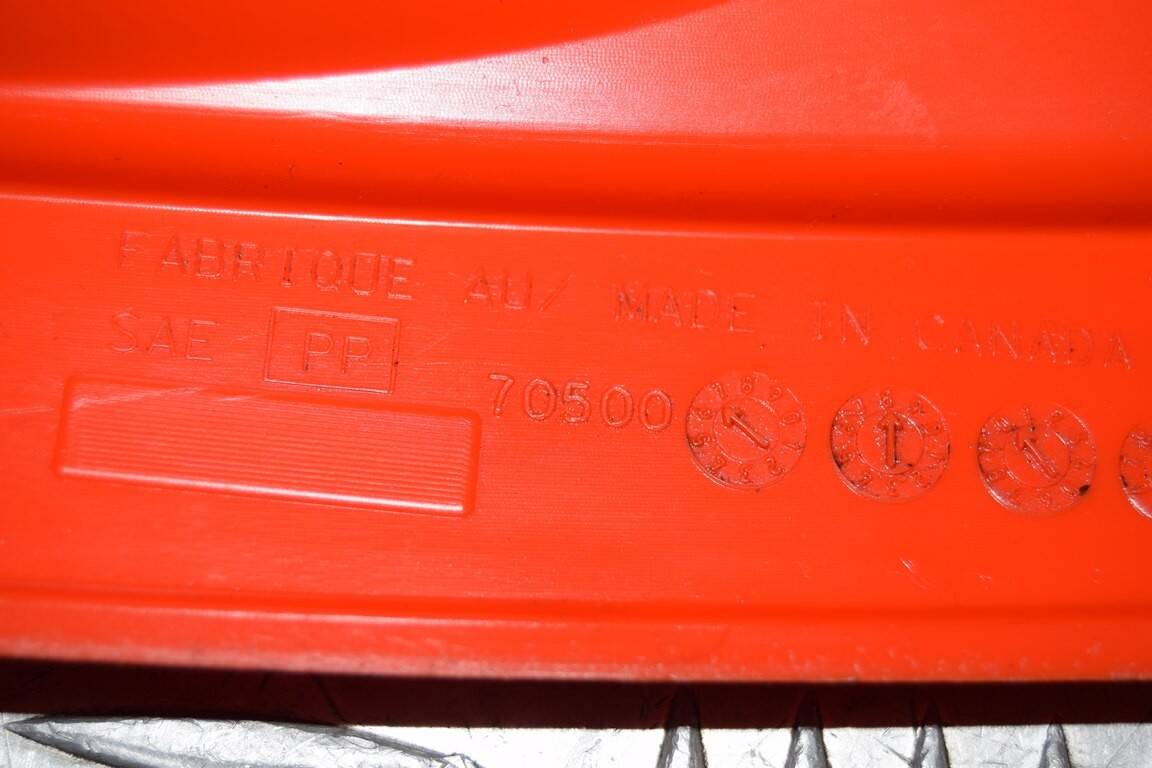 FABRIQUE AU/ MADE IN CANADA
SAE PP
70500